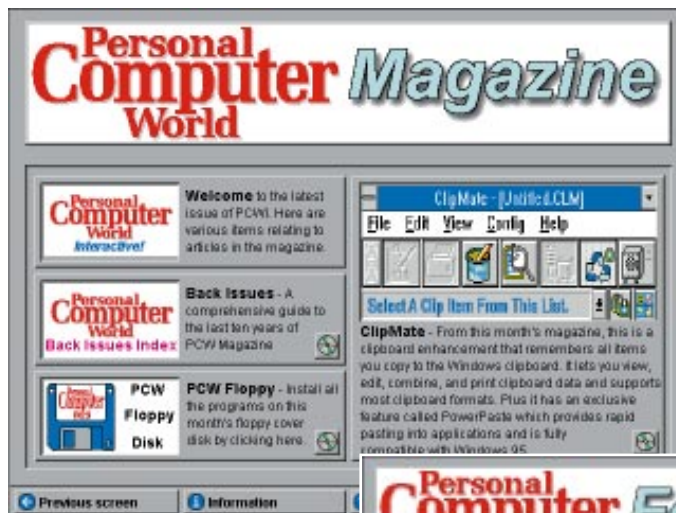 Personal
Computer
World
Magazine
Personal
Computer
World
Interactive!
Welcome to the latest
issue of PCW. Here are
various items relating to
articles in the magazine.
Personal
Computer
World
Back Issues Index
Back Issues - A
comprehensive guide to
the last ten years of
PCW Magazine
PCW
Floppy
Disk
PCW Floppy - Install all
the programs on this
month's floppy cover
disk by clicking here.
ClipMate - [Untitled.CLM]
File Edit View Config Help
Select A Clip Item From This List.
ClipMate - From this month's magazine, this is a
clipboard enhancement that remembers all items
you copy to the Windows clipboard. It lets you view,
edit, combine, and print clipboard data and supports
most clipboard formats. Plus it has an exclusive
feature called PowerPaste which provides rapid
pasting into applications and is fully
compatible with Windows 95.
Previous screen
Information
Personal
Computer